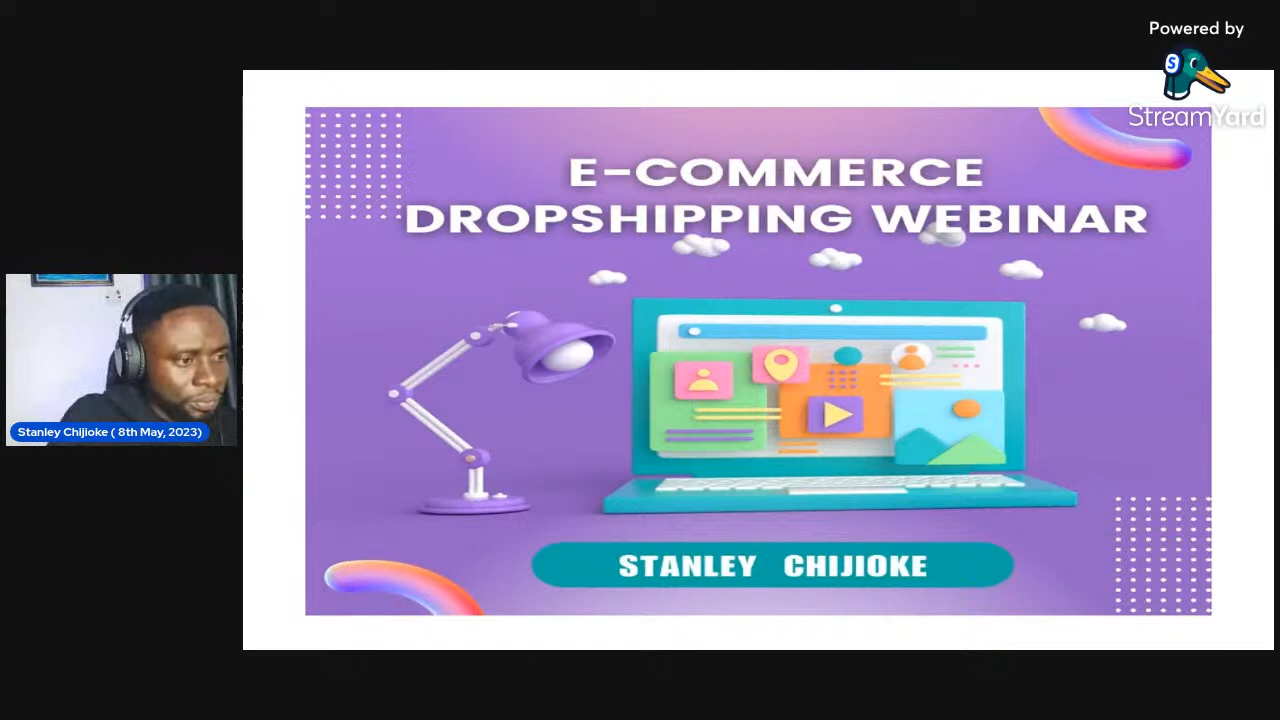 Powered by
StreamYard
E-COMMERCE
DROPSHIPPING WEBINAR
Stanley Chijioke ( 8th May, 2023)
STANLEY CHIJIOKE